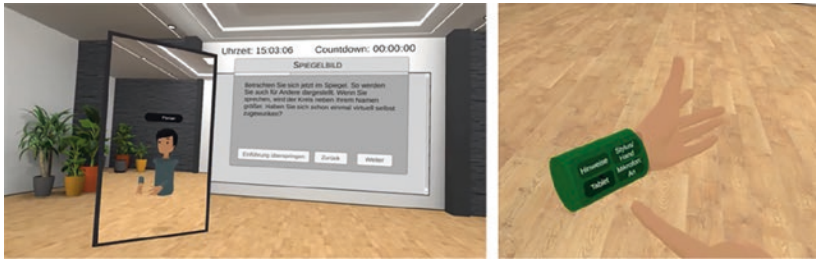 Uhrzeit: 15:03:06 Countdown: 00:00:00
SPIEGELBILD
Betrachten Sie sich jetzt im Spiegel. So werden
Sie auch für Andere dargestellt. Wenn Sie
sprechen, wird der Kreis neben Ihrem Namen
größer. Haben Sie sich schon einmal virtuell selbst
zugewunken?
Einführung überspringen Zurück Weiter
Hinweise
Tablet
Stylus/
Hand
Mikrofon
An